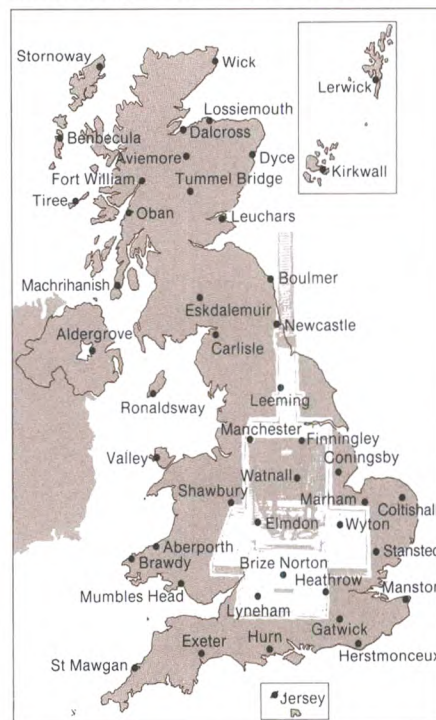 Stornoway
Wick
Lerwick
Lossiemouth
Benbecula
Dalcross
Aviemore
Dyce
Kirkwall
Fort William
Tummel Bridge
Tiree
Oban
Leuchars
Machrihanish
Boulmer
Eskdalemuir
Newcastle
Aldergrove
Carlisle
Ronaldsway
Leeming
Manchester
Finningley
Valley
Coningsby
Watnall
Shawbury
Marham
Coltishall
Elmdon
Wyton
Aberporth
Stansted
Brawdy
Brize Norton
Heathrow
Manston
Mumbles Head
Lyneham
Gatwick
Exeter
Hurn
Herstmonceux
St Mawgan
Jersey